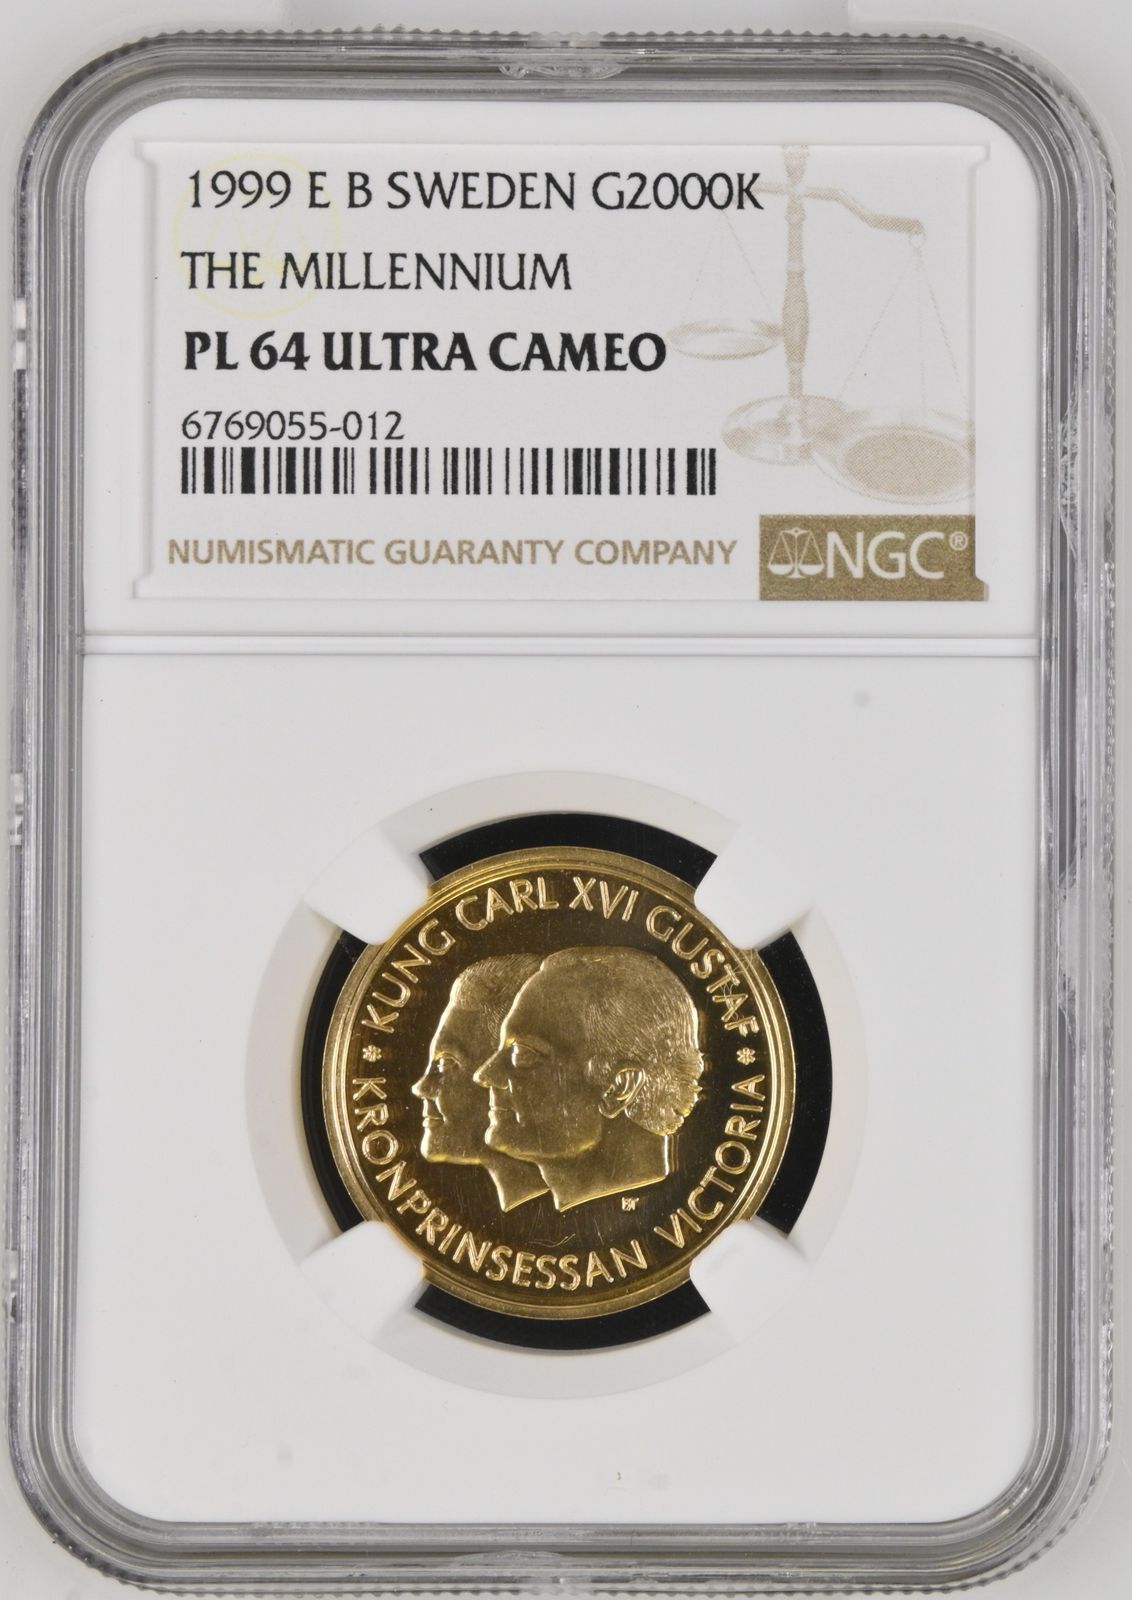 1999 E B SWEDEN G2000K
THE MILLENNIUM
PL 64 ULTRA CAMEO
6769055-012
NUMISMATIC GUARANTY COMPANY
NGC®
* KUNG CARL XVI GUSTAF *
KRONPRINSESSAN VICTORIA
ET